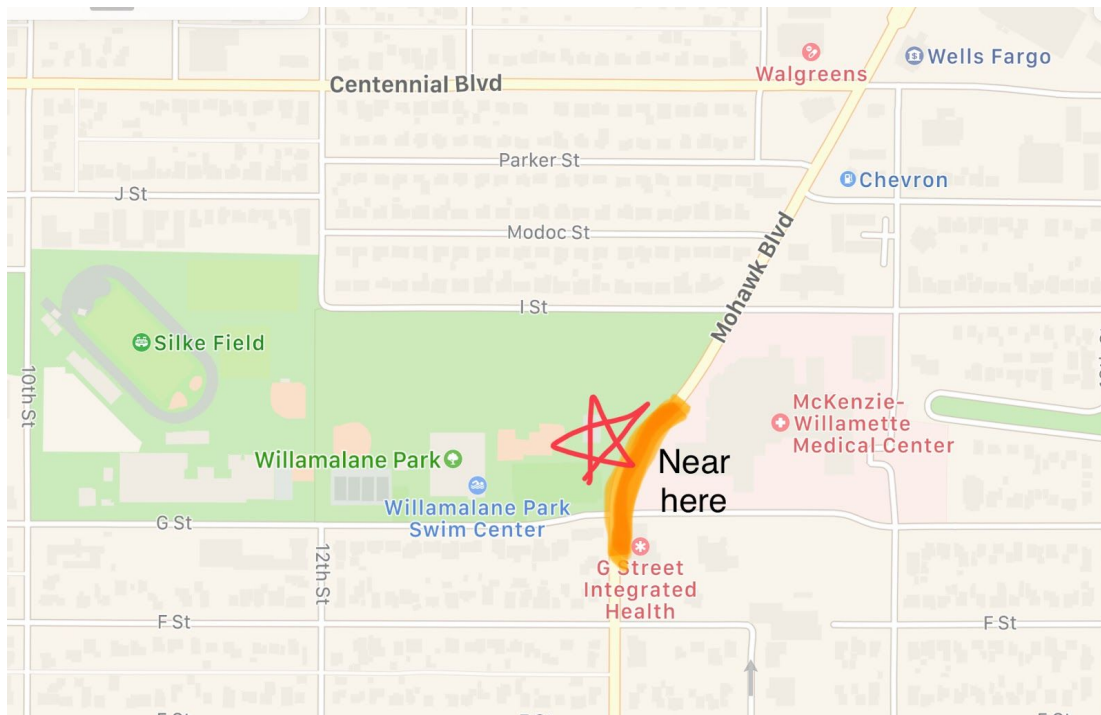 Wells Fargo
Walgreens
Centennial Blvd
Parker St
Chevron
J St
Modoc St
Mohawk Blvd
I St
Silke Field
10th St
McKenzie-
Willamette
Medical Center
Willamalane Park
Near
here
Willamalane Park
Swim Center
G St
12th St
G Street
Integrated
Health
F St
F St